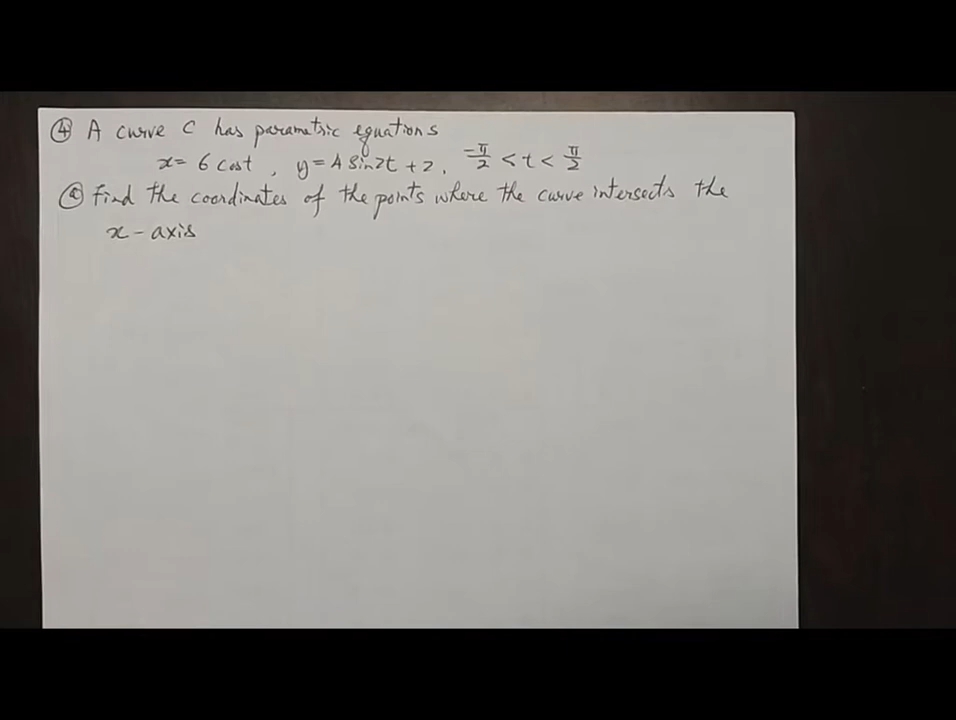 ④ A curve C has parametric equations
x = 6 cost , y = 4 Sin2t + 2 , -π/2 < t < π/2
ⓐ Find the coordinates of the points where the curve intersects the
x - axis